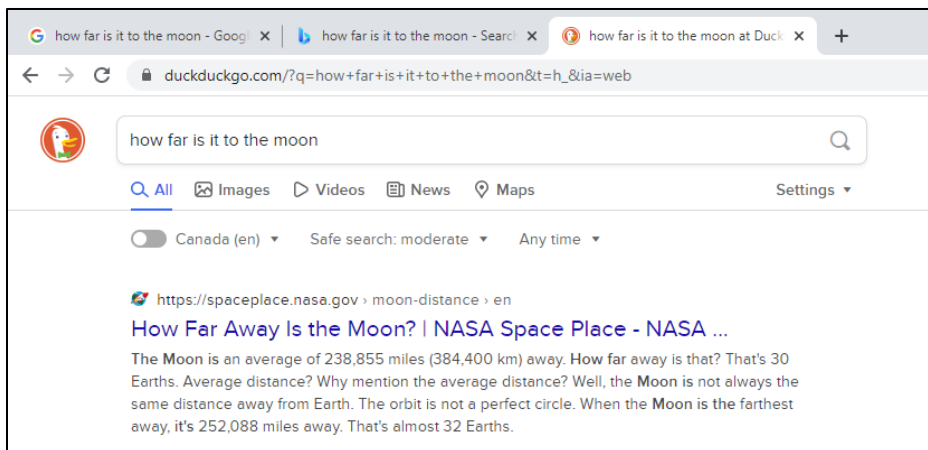 how far is it to the moon - Googl
how far is it to the moon - Search
how far is it to the moon at Duck
duckduckgo.com/?q=how+far+is+it+to+the+moon&t=h_&ia=web
how far is it to the moon
All Images Videos News Maps Settings
Canada (en) Safe search: moderate Any time
https://spaceplace.nasa.gov › moon-distance › en
How Far Away Is the Moon? | NASA Space Place - NASA ...
The Moon is an average of 238,855 miles (384,400 km) away. How far away is that? That's 30
Earths. Average distance? Why mention the average distance? Well, the Moon is not always the
same distance away from Earth. The orbit is not a perfect circle. When the Moon is the farthest
away, it's 252,088 miles away. That's almost 32 Earths.